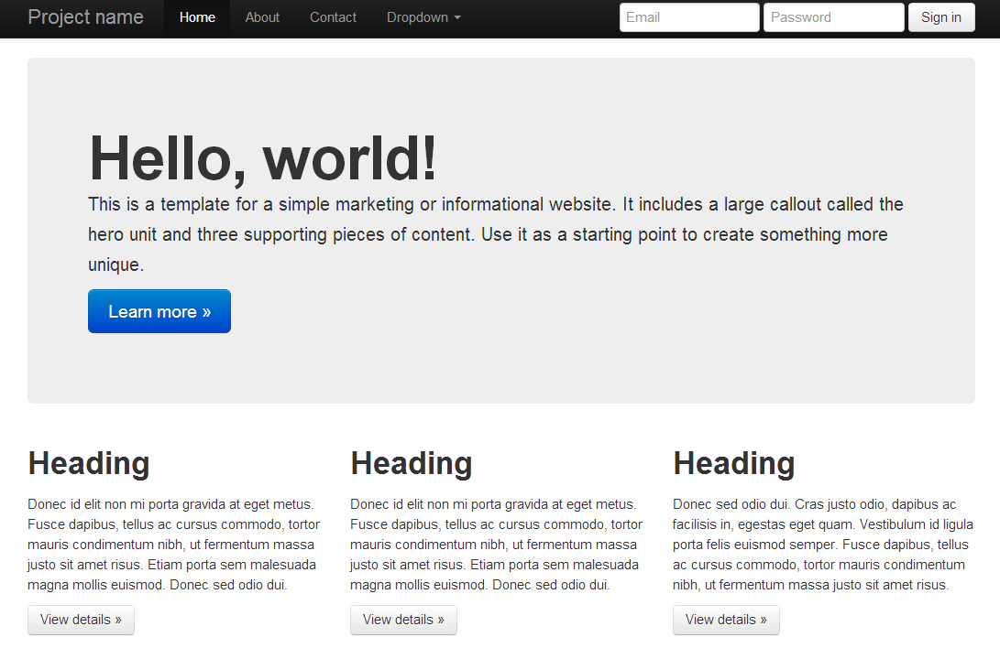 Project name Home About Contact Dropdown Email Password Sign in
Hello, world!
This is a template for a simple marketing or informational website. It includes a large callout called the
hero unit and three supporting pieces of content. Use it as a starting point to create something more
unique.
Learn more »
Heading
Donec id elit non mi porta gravida at eget metus.
Fusce dapibus, tellus ac cursus commodo, tortor
mauris condimentum nibh, ut fermentum massa
justo sit amet risus. Etiam porta sem malesuada
magna mollis euismod. Donec sed odio dui.
View details »
Heading
Donec id elit non mi porta gravida at eget metus.
Fusce dapibus, tellus ac cursus commodo, tortor
mauris condimentum nibh, ut fermentum massa
justo sit amet risus. Etiam porta sem malesuada
magna mollis euismod. Donec sed odio dui.
View details »
Heading
Donec sed odio dui. Cras justo odio, dapibus ac
facilisis in, egestas eget quam. Vestibulum id ligula
porta felis euismod semper. Fusce dapibus, tellus
ac cursus commodo, tortor mauris condimentum
nibh, ut fermentum massa justo sit amet risus.
View details »